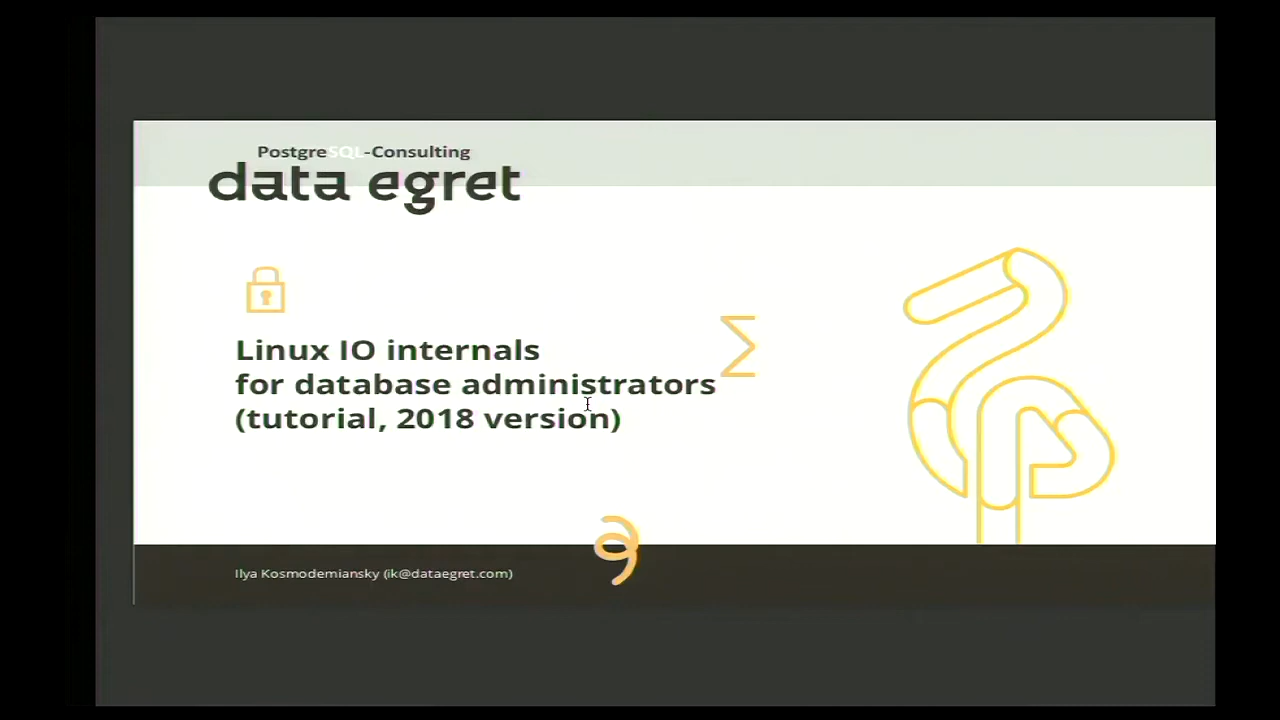 PostgreSQL-Consulting
data egret
Linux IO internals
for database administrators
(tutorial, 2018 version)
Ilya Kosmodemiansky (ik@dataegret.com)